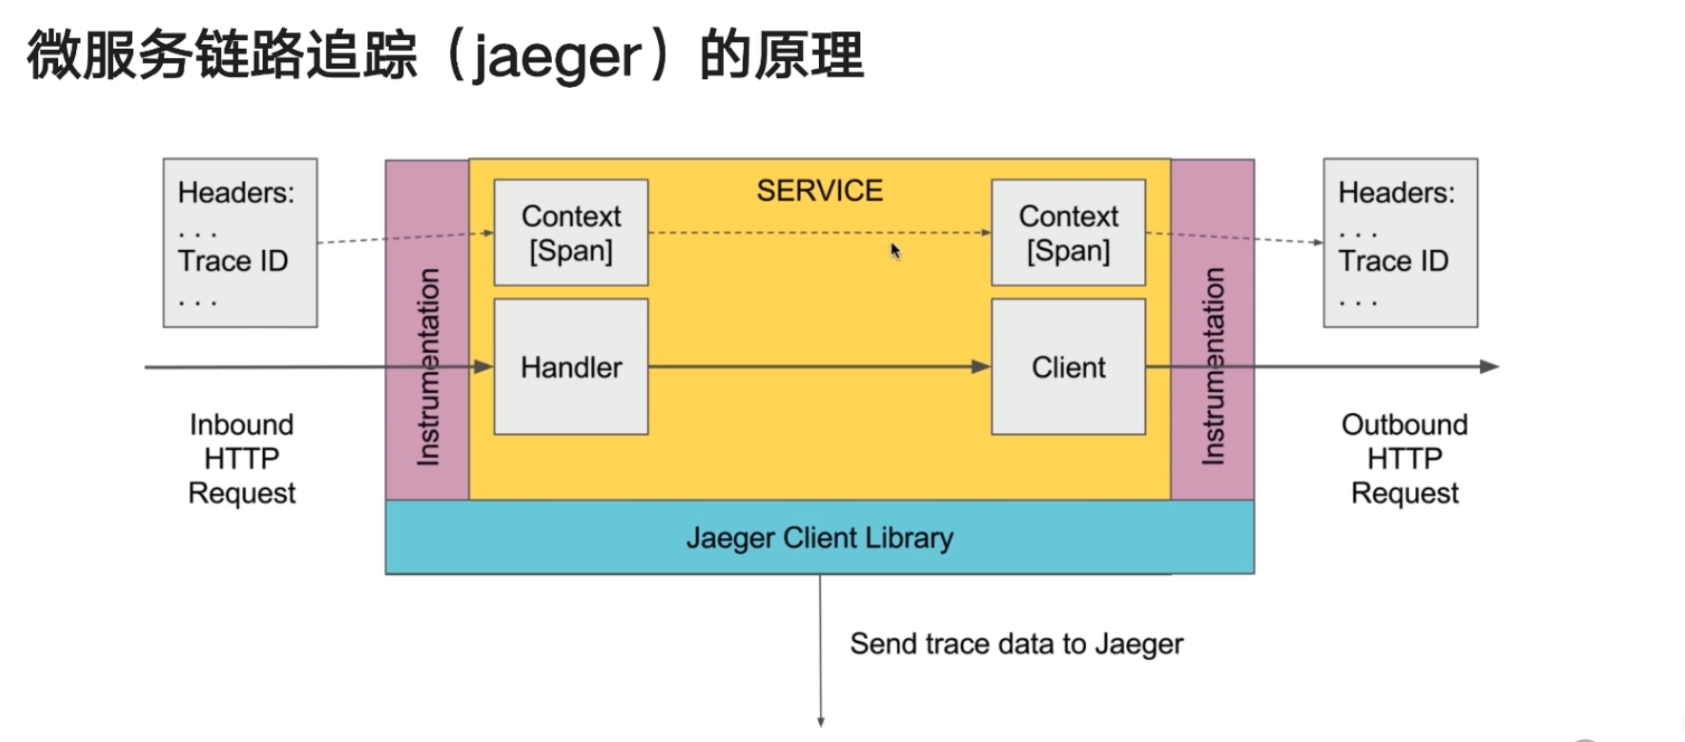 微服务链路追踪（jaeger）的原理
Headers:
. . .
Trace ID
. . .
Instrumentation
Context
[Span]
SERVICE
Context
[Span]
Instrumentation
Headers:
. . .
Trace ID
. . .
Handler
Client
Inbound
HTTP
Request
Outbound
HTTP
Request
Jaeger Client Library
Send trace data to Jaeger